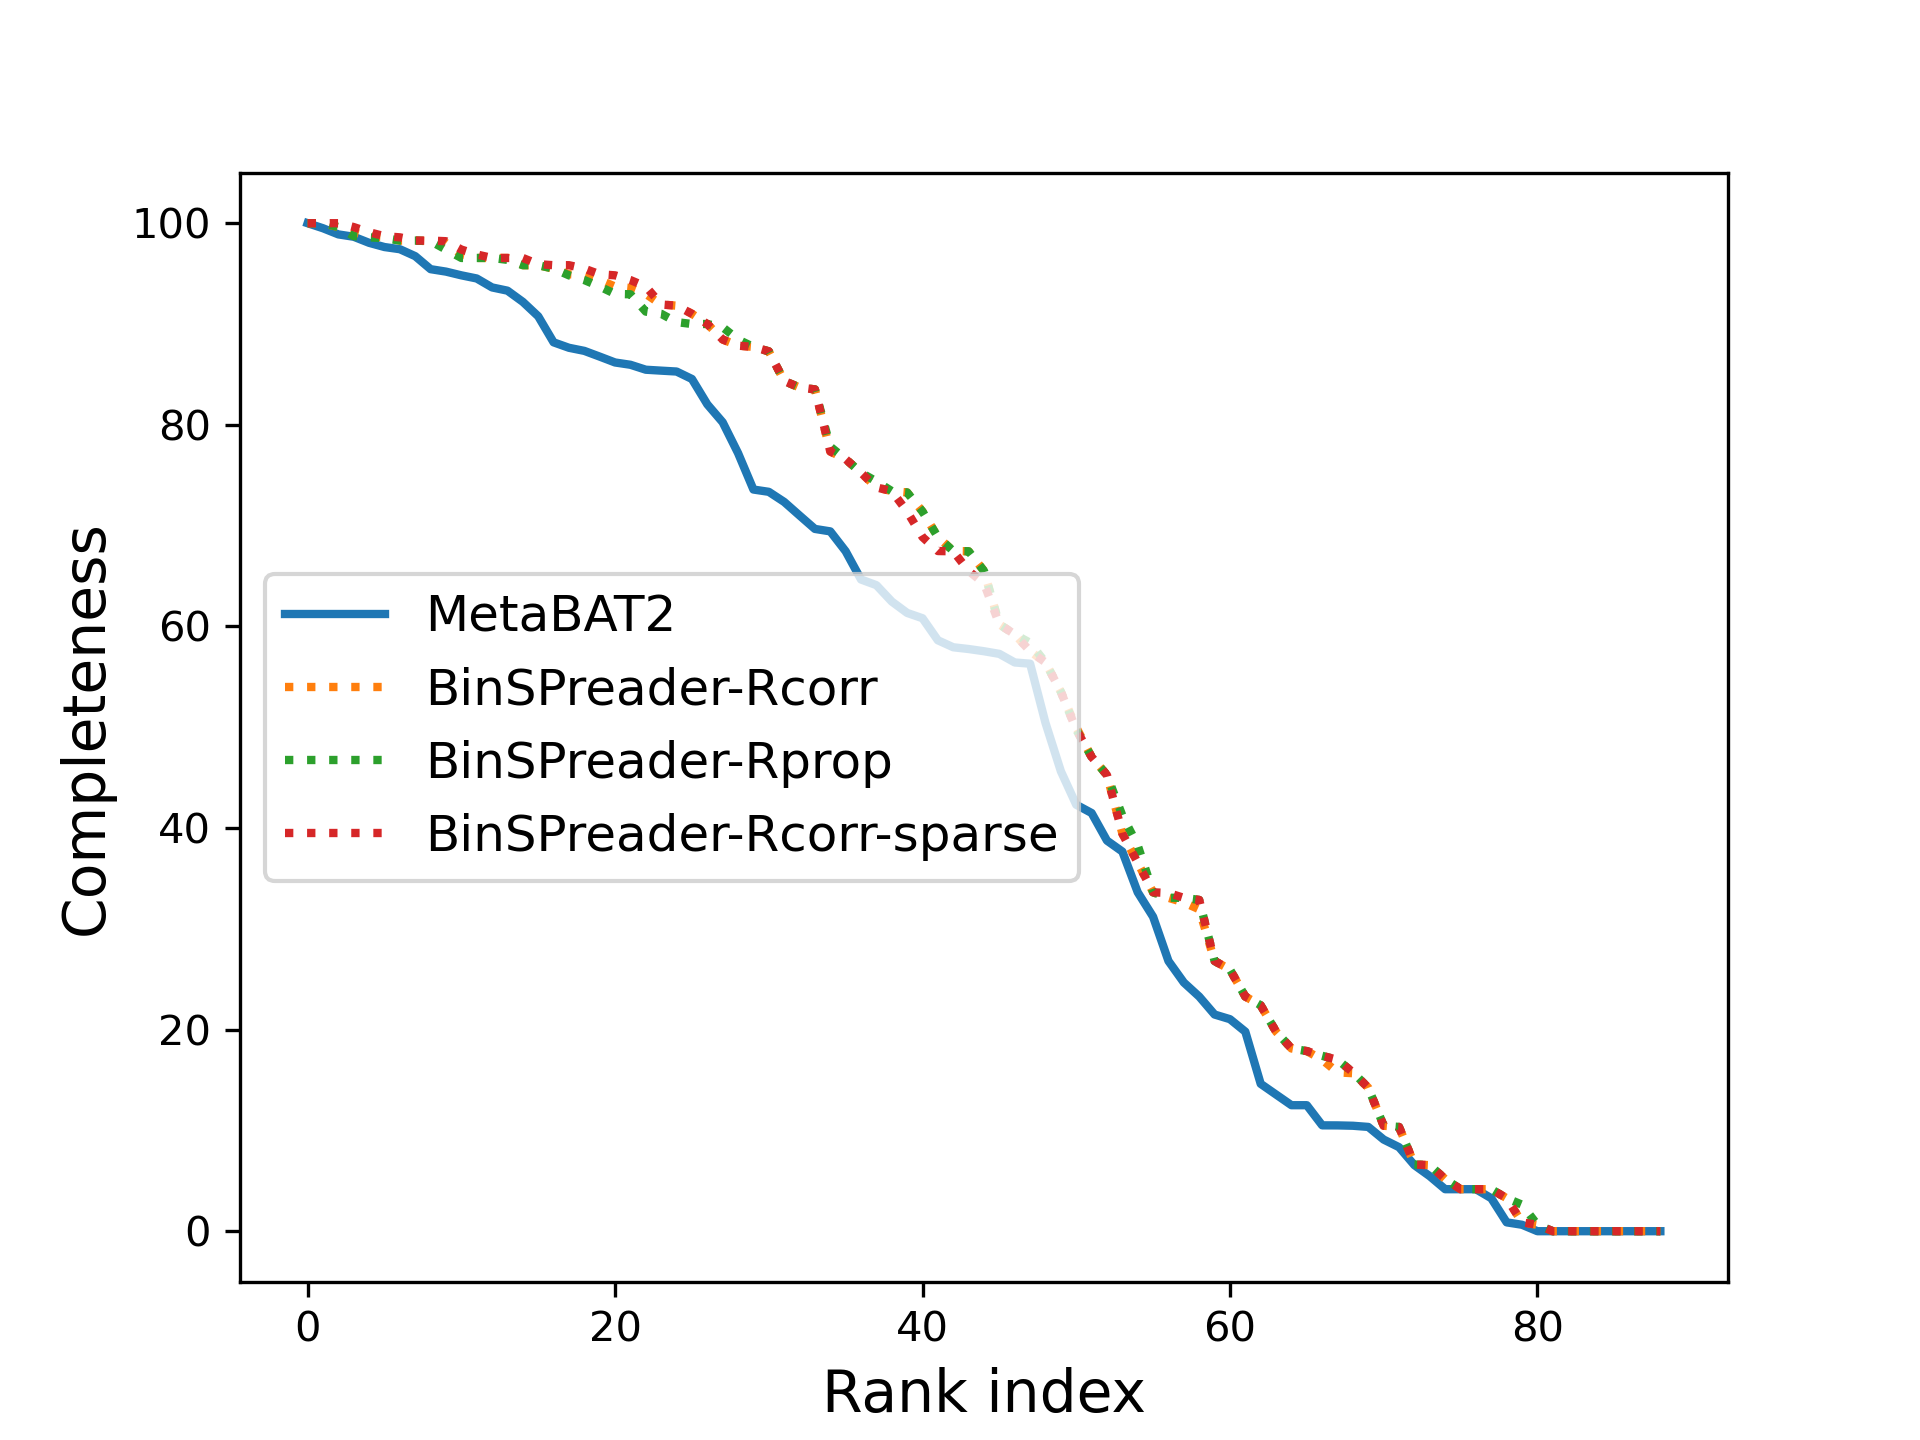 100
80
60
40
20
0
Completeness
MetaBAT2
BinSPreader-Rcorr
BinSPreader-Rprop
BinSPreader-Rcorr-sparse
0 20 40 60 80
Rank index